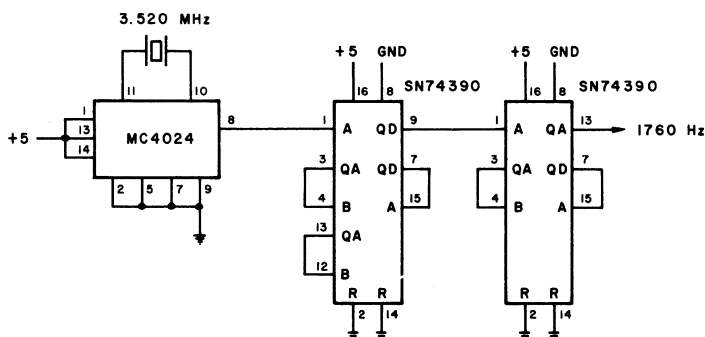 3.520 MHz
11
10
1
13
14
+5
MC4024
8
2
5
7
9
+5
GND
16
8
SN74390
1
A
QD
9
3
QA
QD
7
4
B
A
15
13
QA
12
B
R
R
2
14
+5
GND
16
8
SN74390
1
A
QA
13
1760 Hz
3
QA
QD
7
4
B
A
15
R
R
2
14